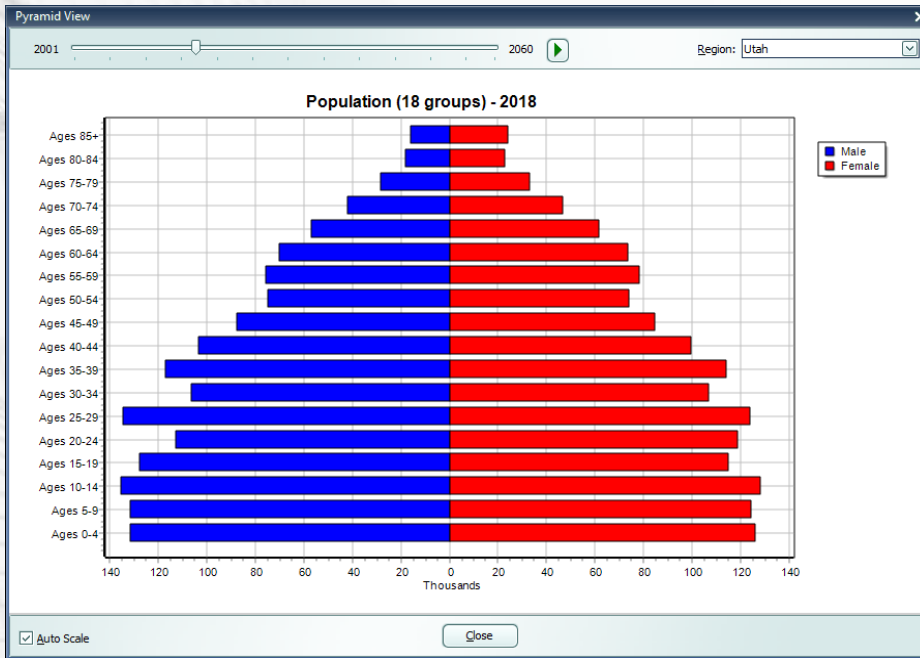 Pyramid View
2001 2060 Region: Utah
Population (18 groups) - 2018
Male
Female
Ages 85+
Ages 80-84
Ages 75-79
Ages 70-74
Ages 65-69
Ages 60-64
Ages 55-59
Ages 50-54
Ages 45-49
Ages 40-44
Ages 35-39
Ages 30-34
Ages 25-29
Ages 20-24
Ages 15-19
Ages 10-14
Ages 5-9
Ages 0-4
140 120 100 80 60 40 20 0 20 40 60 80 100 120 140
Thousands
Auto Scale Close